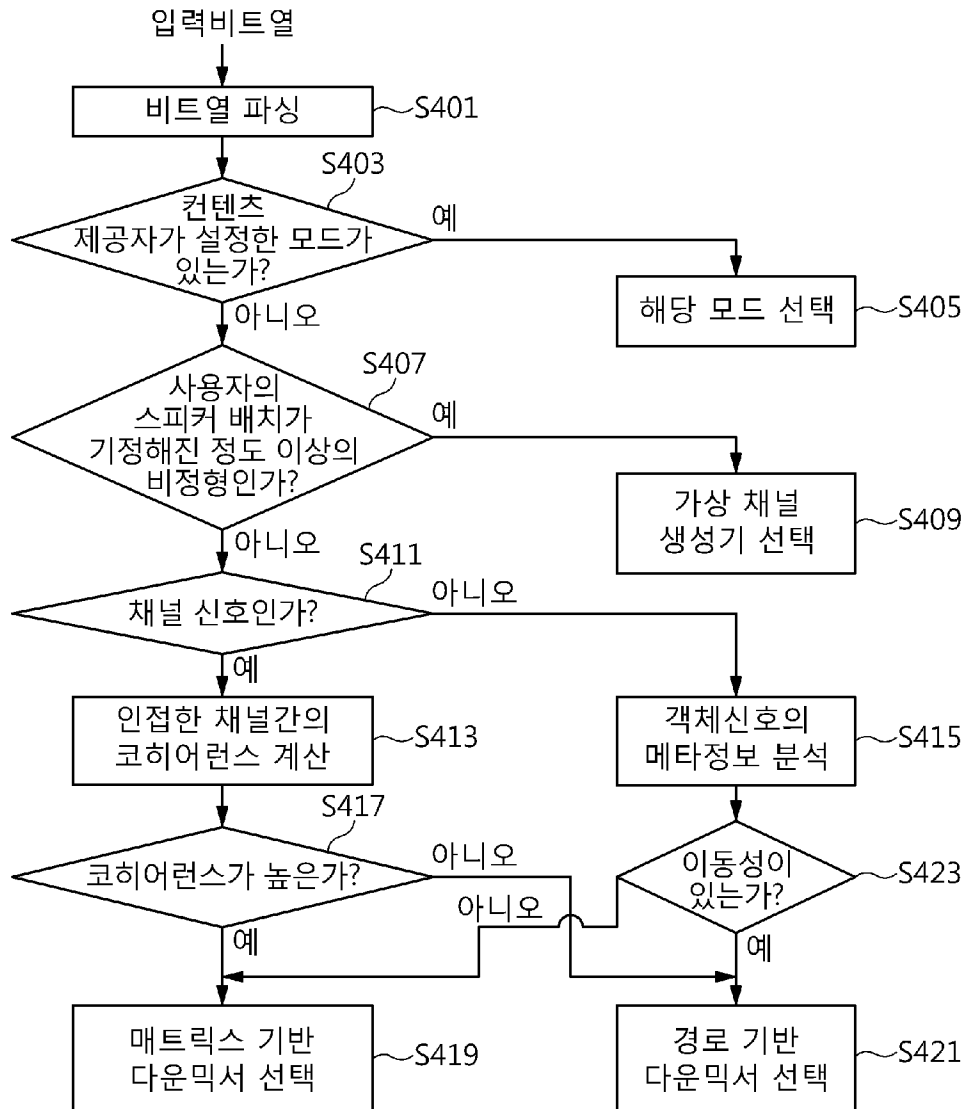 입력비트열
비트열 파싱
S401
S403
컨텐츠
제공자가 설정한 모드가
있는가?
예
아니오
해당 모드 선택
S405
S407
사용자의
스피커 배치가
기정해진 정도 이상의
비정형인가?
예
아니오
가상 채널
생성기 선택
S409
S411
채널 신호인가?
아니오
예
인접한 채널간의
코히어런스 계산
S413
객체신호의
메타정보 분석
S415
S417
코히어런스가 높은가?
아니오
예
이동성이
있는가?
S423
아니오
예
매트릭스 기반
다운믹서 선택
S419
경로 기반
다운믹서 선택
S421